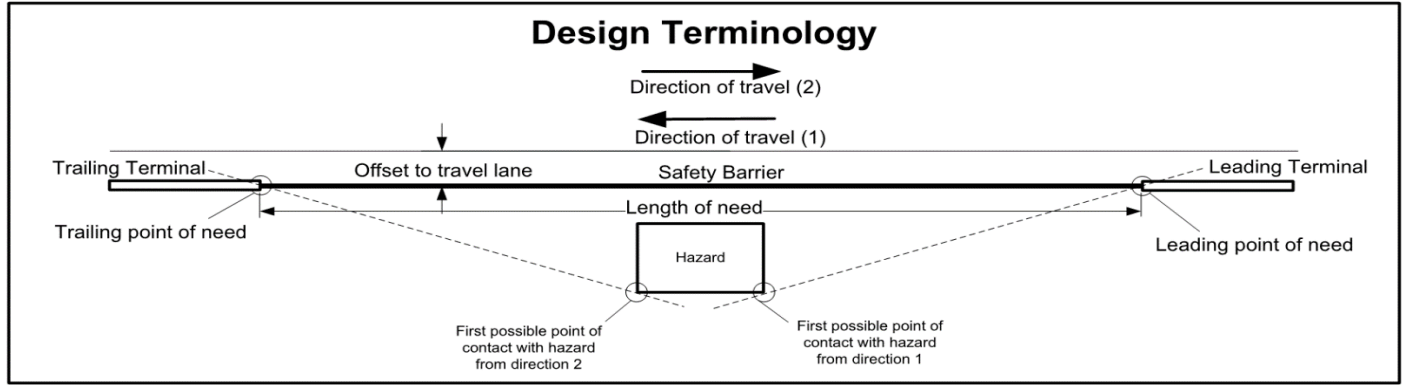 Design Terminology
Direction of travel (2)
Direction of travel (1)
Trailing Terminal
Offset to travel lane
Safety Barrier
Leading Terminal
Length of need
Trailing point of need
Leading point of need
Hazard
First possible point of
contact with hazard
from direction 2
First possible point of
contact with hazard
from direction 1